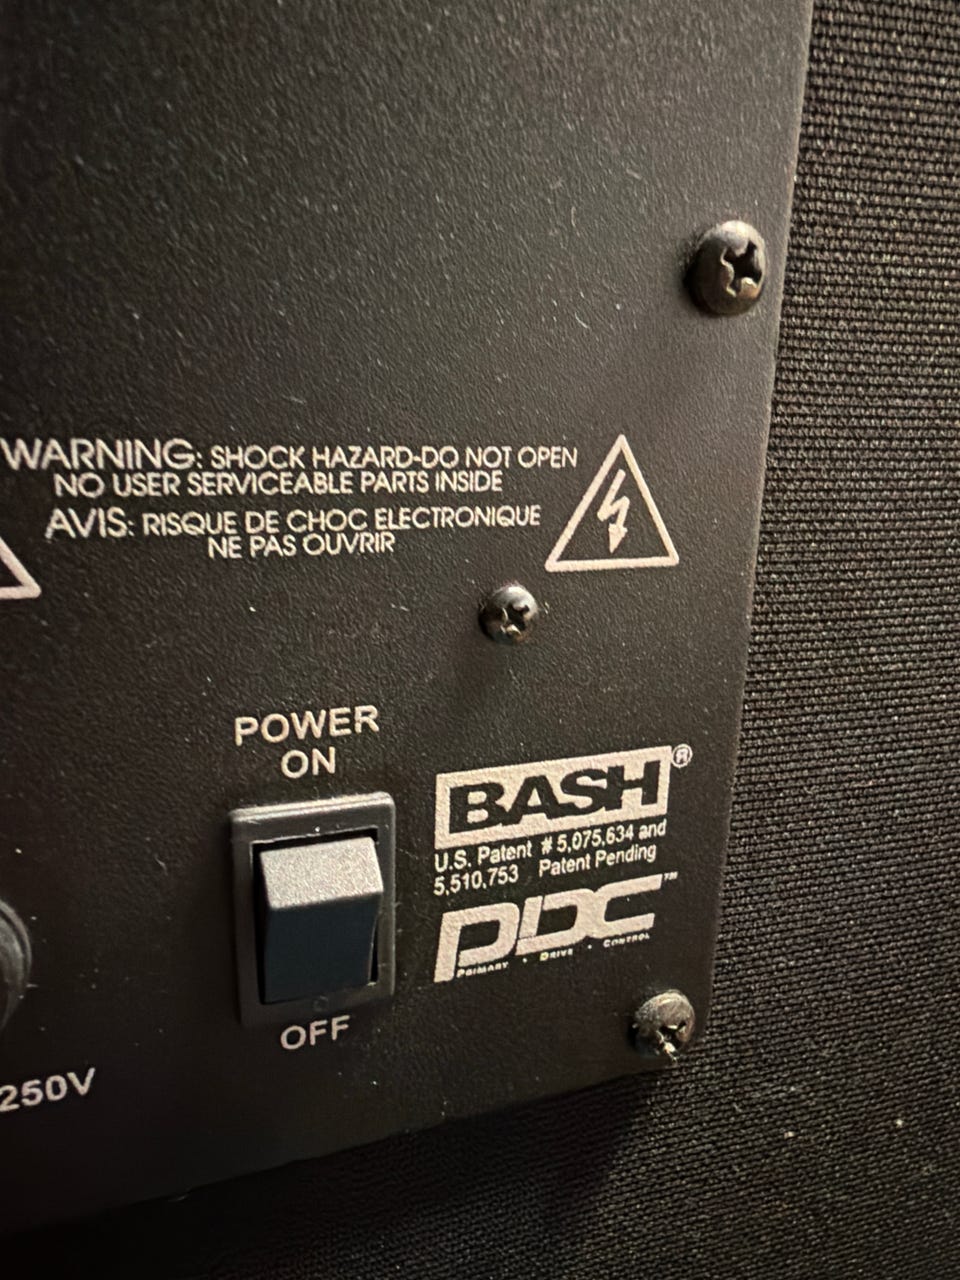 WARNING: SHOCK HAZARD-DO NOT OPEN
NO USER SERVICEABLE PARTS INSIDE
AVIS: RISQUE DE CHOC ELECTRONIQUE
NE PAS OUVRIR
POWER
ON
OFF
BASH®
U.S. Patent # 5,075,634 and
5,510,753 Patent Pending
PDC™
PRIMARY • DRIVE • CONTROL
250V